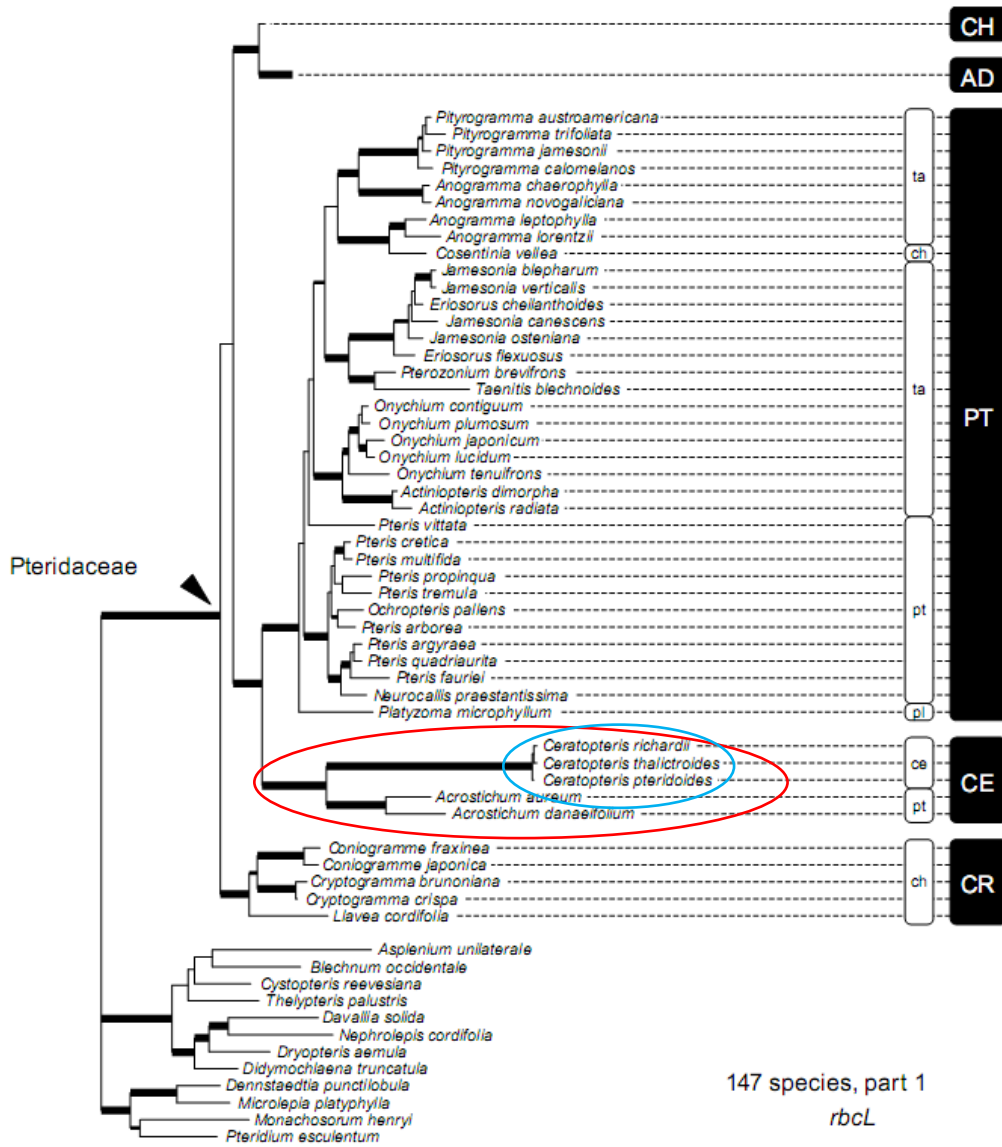 CH
AD
Pityrogramma austroamericana
Pityrogramma trifoliata
Pityrogramma jamesonii
Pityrogramma calomelanos
Anogramma chaerophylla
Anogramma novogaliciana
Anogramma leptophylla
Anogramma lorentzii
ta
Cosentinia vellea
ch
Jamesonia blepharum
Jamesonia verticalis
Eriosorus cheilanthoides
Jamesonia canescens
Jamesonia osteniana
Eriosorus flexuosus
Pterozonium brevifrons
Taenitis blechnoides
Onychium contiguum
Onychium plumosum
Onychium japonicum
Onychium lucidum
Onychium tenuifrons
Actiniopteris dimorpha
Actiniopteris radiata
ta
PT
Pteris vittata
Pteris cretica
Pteris multifida
Pteris propinqua
Pteris tremula
Ochropteris pallens
Pteris arborea
Pteris argyraea
Pteris quadriaurita
Pteris fauriei
Neurocallis praestantissima
pt
Platyzoma microphyllum
pl
Pteridaceae
Ceratopteris richardii
Ceratopteris thalictroides
Ceratopteris pteridoides
ce
Acrostichum aureum
Acrostichum danaeifolium
pt
CE
Coniogramme fraxinea
Coniogramme japonica
Cryptogramma brunoniana
Cryptogramma crispa
Llavea cordifolia
ch
CR
Asplenium unilaterale
Blechnum occidentale
Cystopteris reevesiana
Thelypteris palustris
Davallia solida
Nephrolepis cordifolia
Dryopteris aemula
Didymochlaena truncatula
Dennstaedtia punctilobula
Microlepia platyphylla
Monachosorum henryi
Pteridium esculentum
147 species, part 1
rbcL